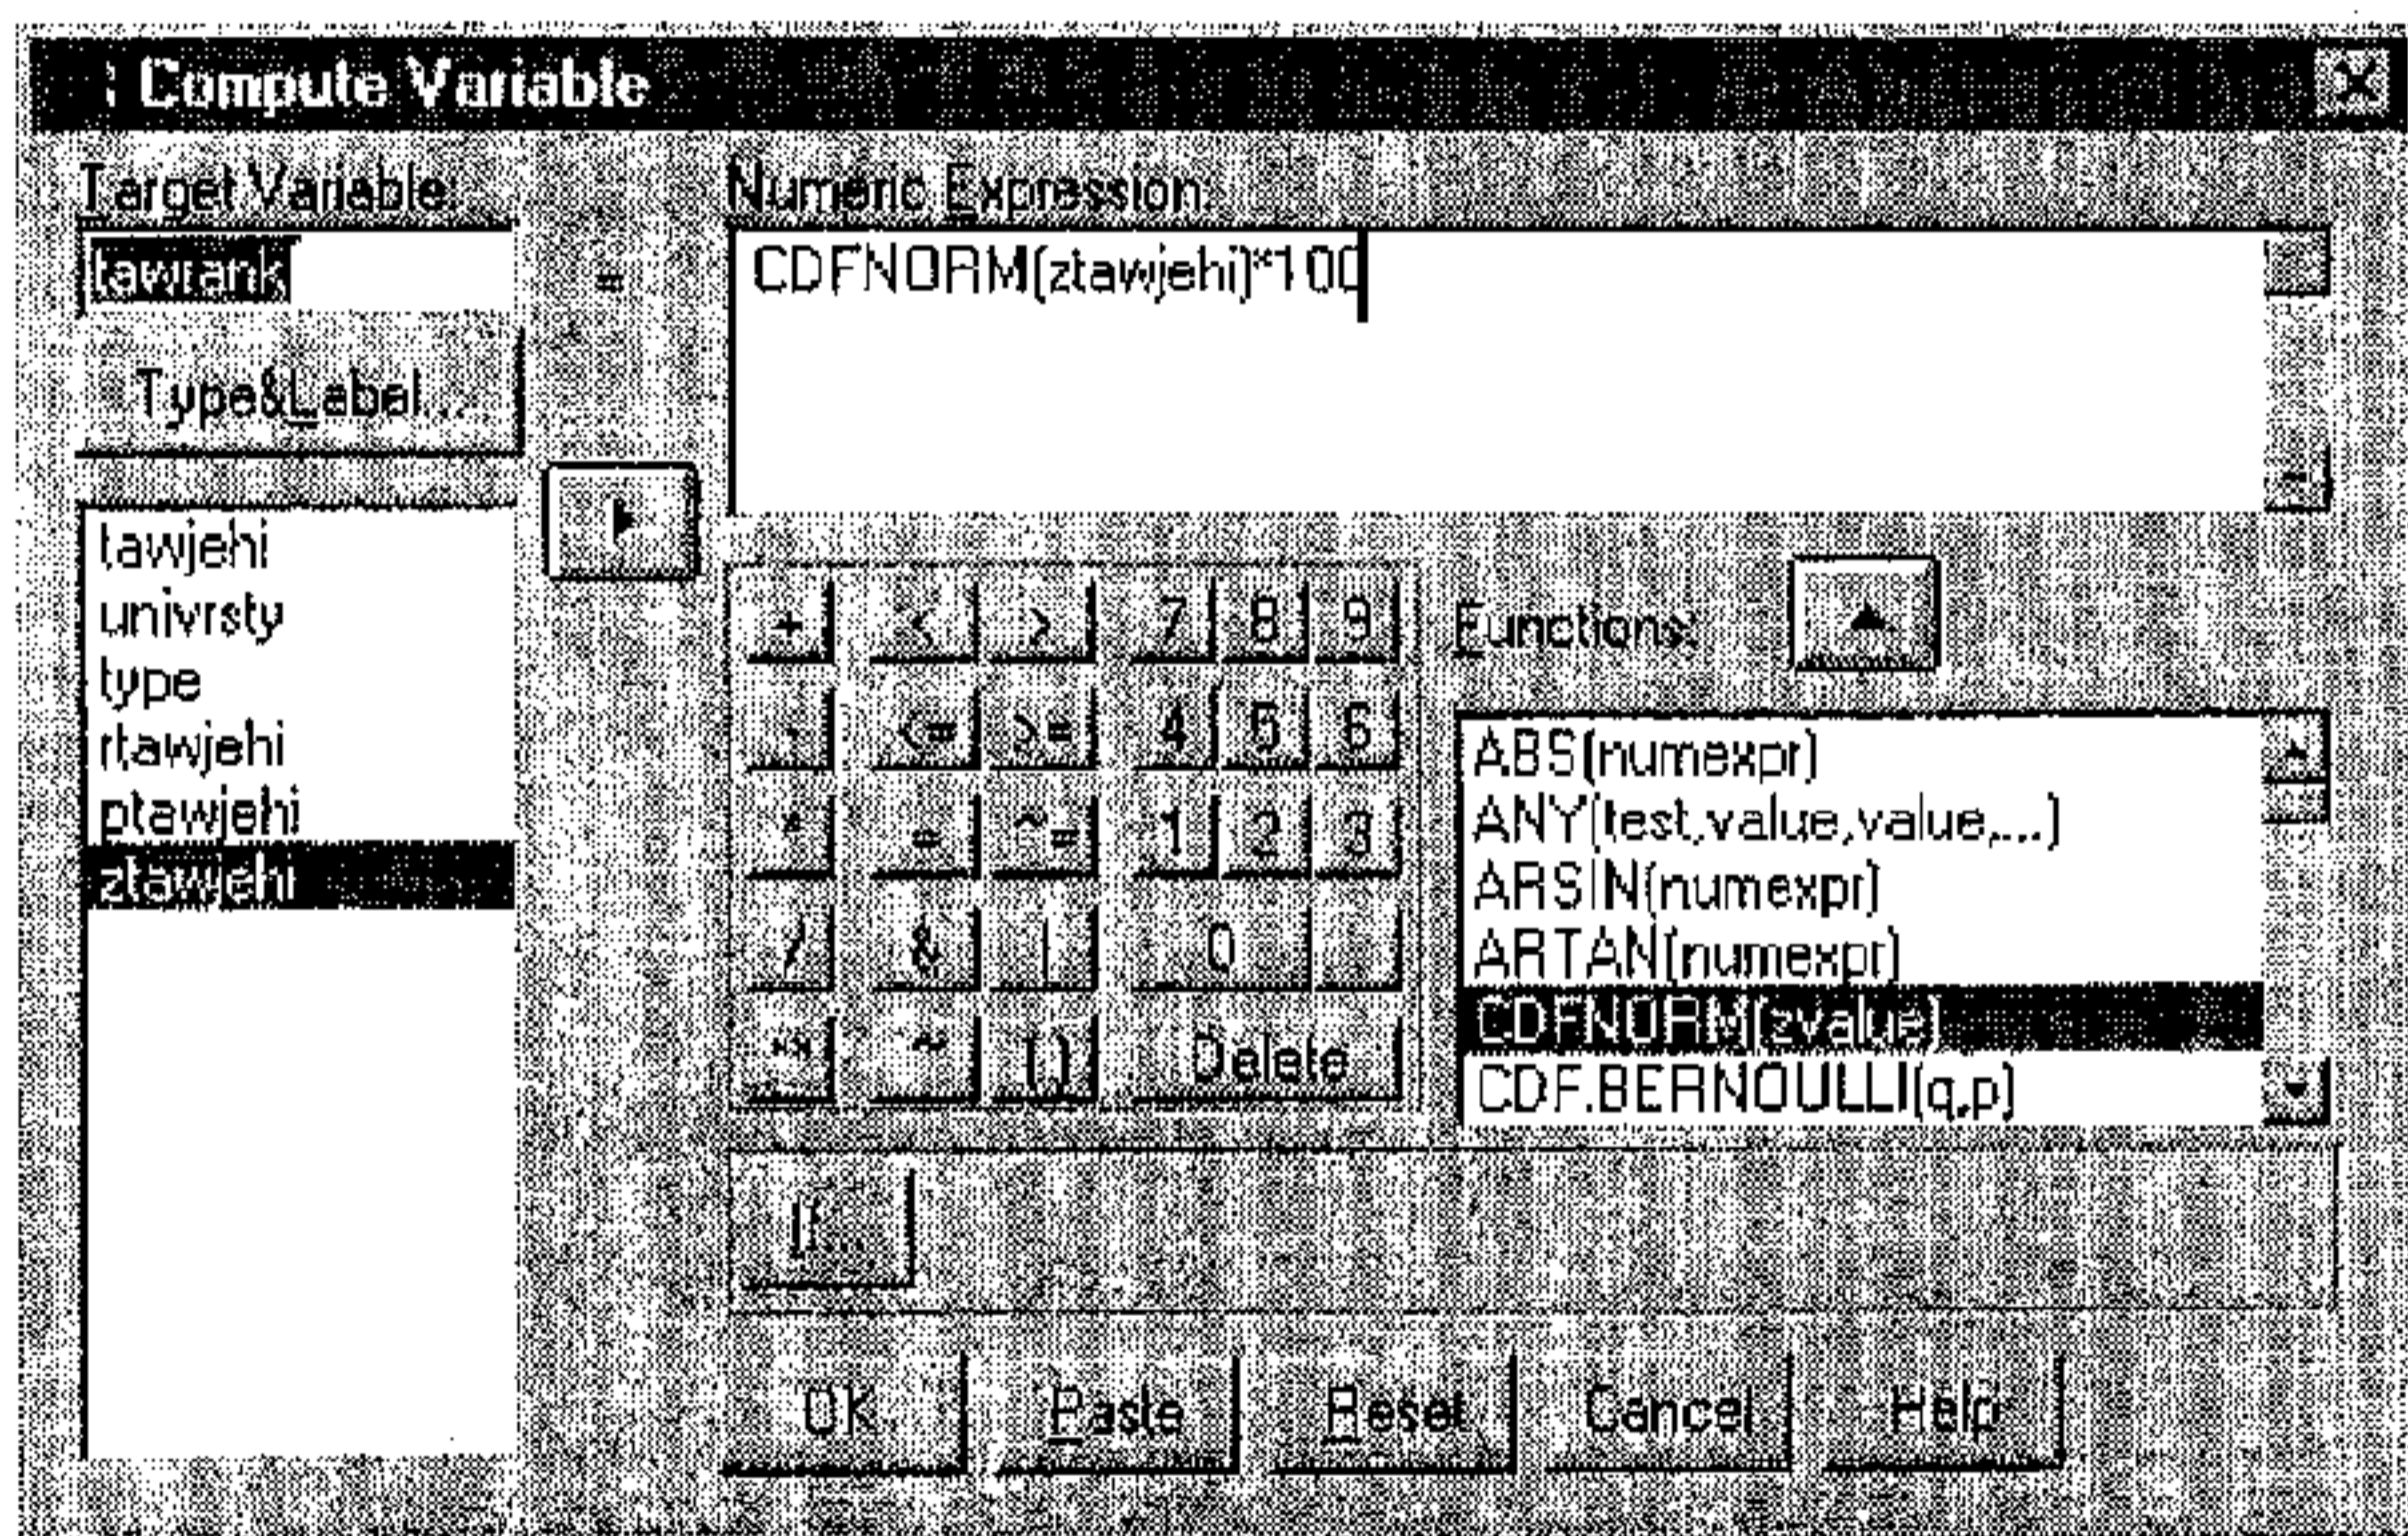 Compute Variable
Target Variable:
tawrank
=
Numeric Expression:
CDFNORM(ztawjehi)*100
Type&Label...
tawjehi
univrsty
type
rtawjehi
ptawjehi
ztawjehi
+ < > 7 8 9
- <= >= 4 5 6
* = ~= 1 2 3
/ & | 0 .
** ~ () Delete
Functions:
ABS(numexpr)
ANY(test,value,value,...)
ARSIN(numexpr)
ARTAN(numexpr)
CDFNORM(zvalue)
CDF.BERNOULLI(q,p)
If...
OK Paste Reset Cancel Help